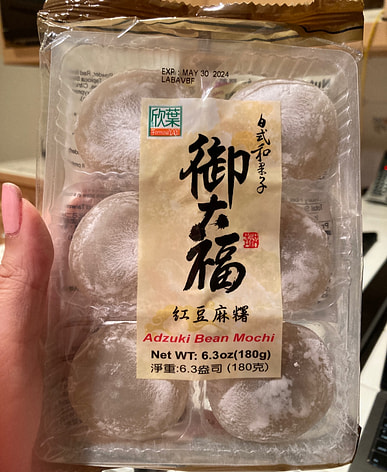 EXP: MAY 30 2024
LABAVBF
欣葉
日式和菓子
御大福
紅豆麻糬
Adzuki Bean Mochi
Net WT: 6.3oz(180g)
淨重:6.3盎司 (180克)